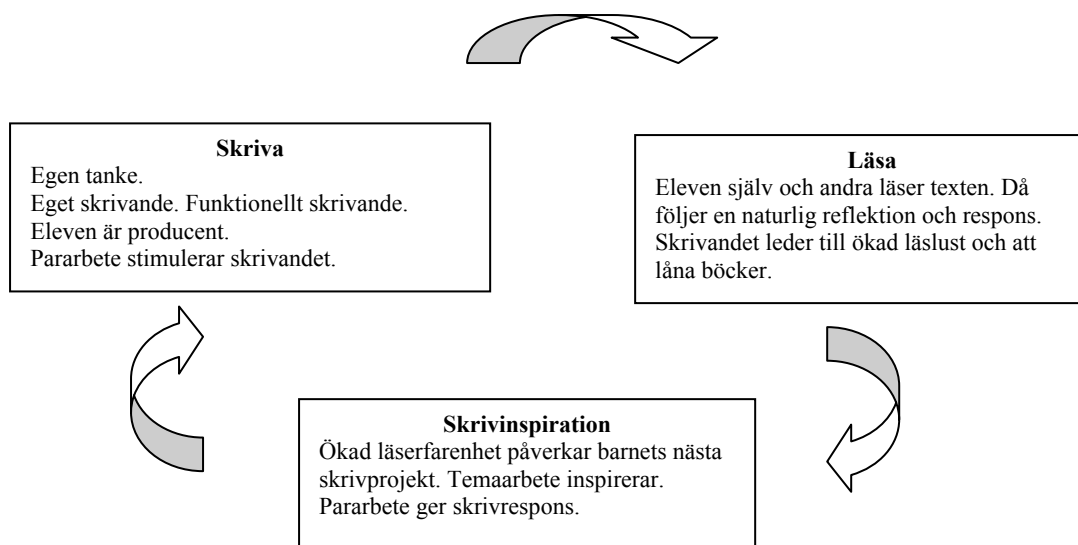 Skriva
Egen tanke.
Eget skrivande. Funktionellt skrivande.
Eleven är producent.
Pararbete stimulerar skrivandet.
Läsa
Eleven själv och andra läser texten. Då
följer en naturlig reflektion och respons.
Skrivandet leder till ökad läslust och att
låna böcker.
Skrivinspiration
Ökad läserfarenhet påverkar barnets nästa
skrivprojekt. Temaarbete inspirerar.
Pararbete ger skrivrespons.